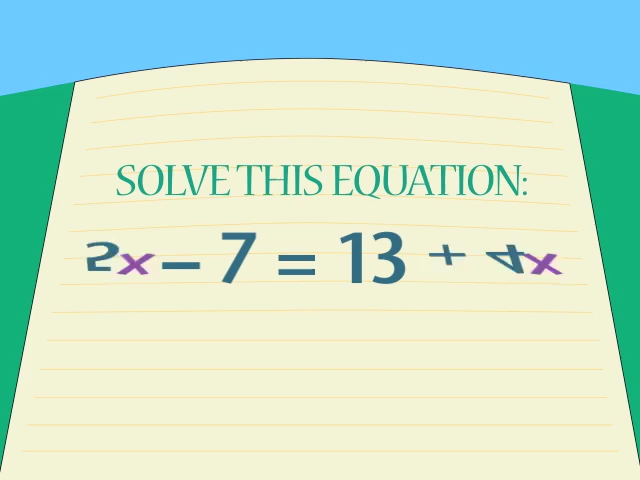 SOLVE THIS EQUATION:
2x – 7 = 13 + 4x